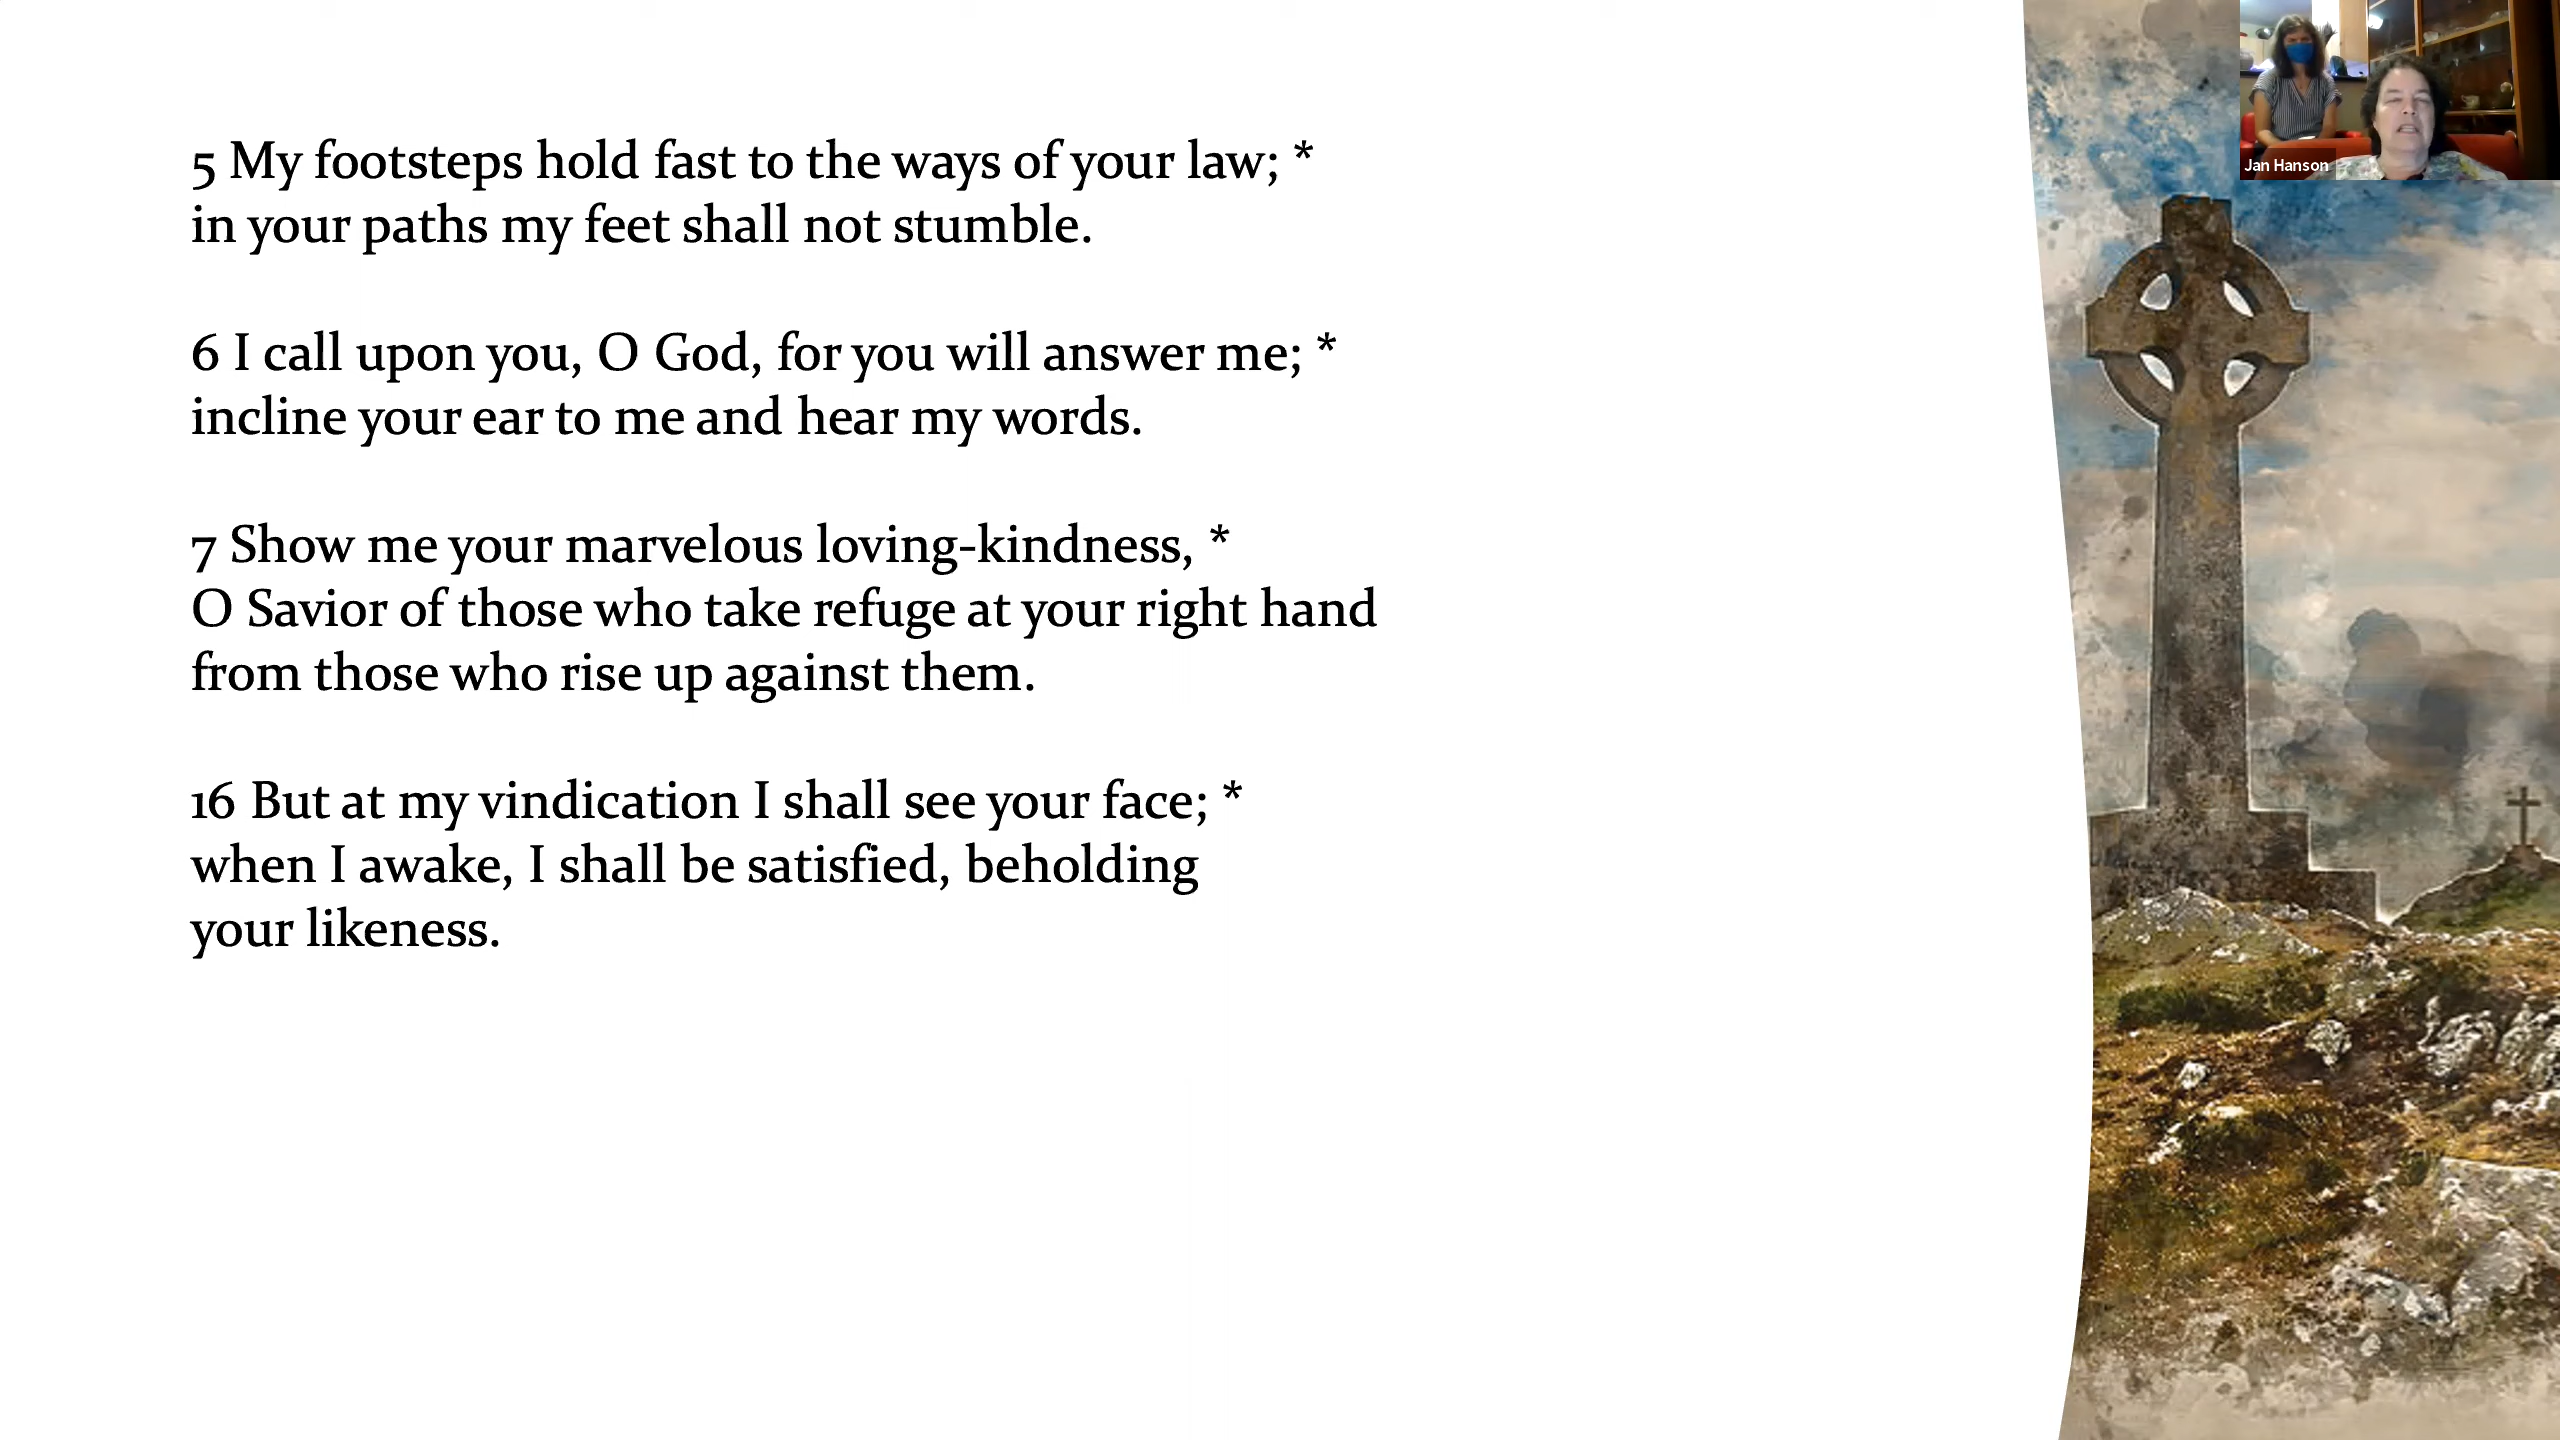 5 My footsteps hold fast to the ways of your law; *
in your paths my feet shall not stumble.
6 I call upon you, O God, for you will answer me; *
incline your ear to me and hear my words.
7 Show me your marvelous loving-kindness, *
O Savior of those who take refuge at your right hand
from those who rise up against them.
16 But at my vindication I shall see your face; *
when I awake, I shall be satisfied, beholding
your likeness.
Jan Hanson